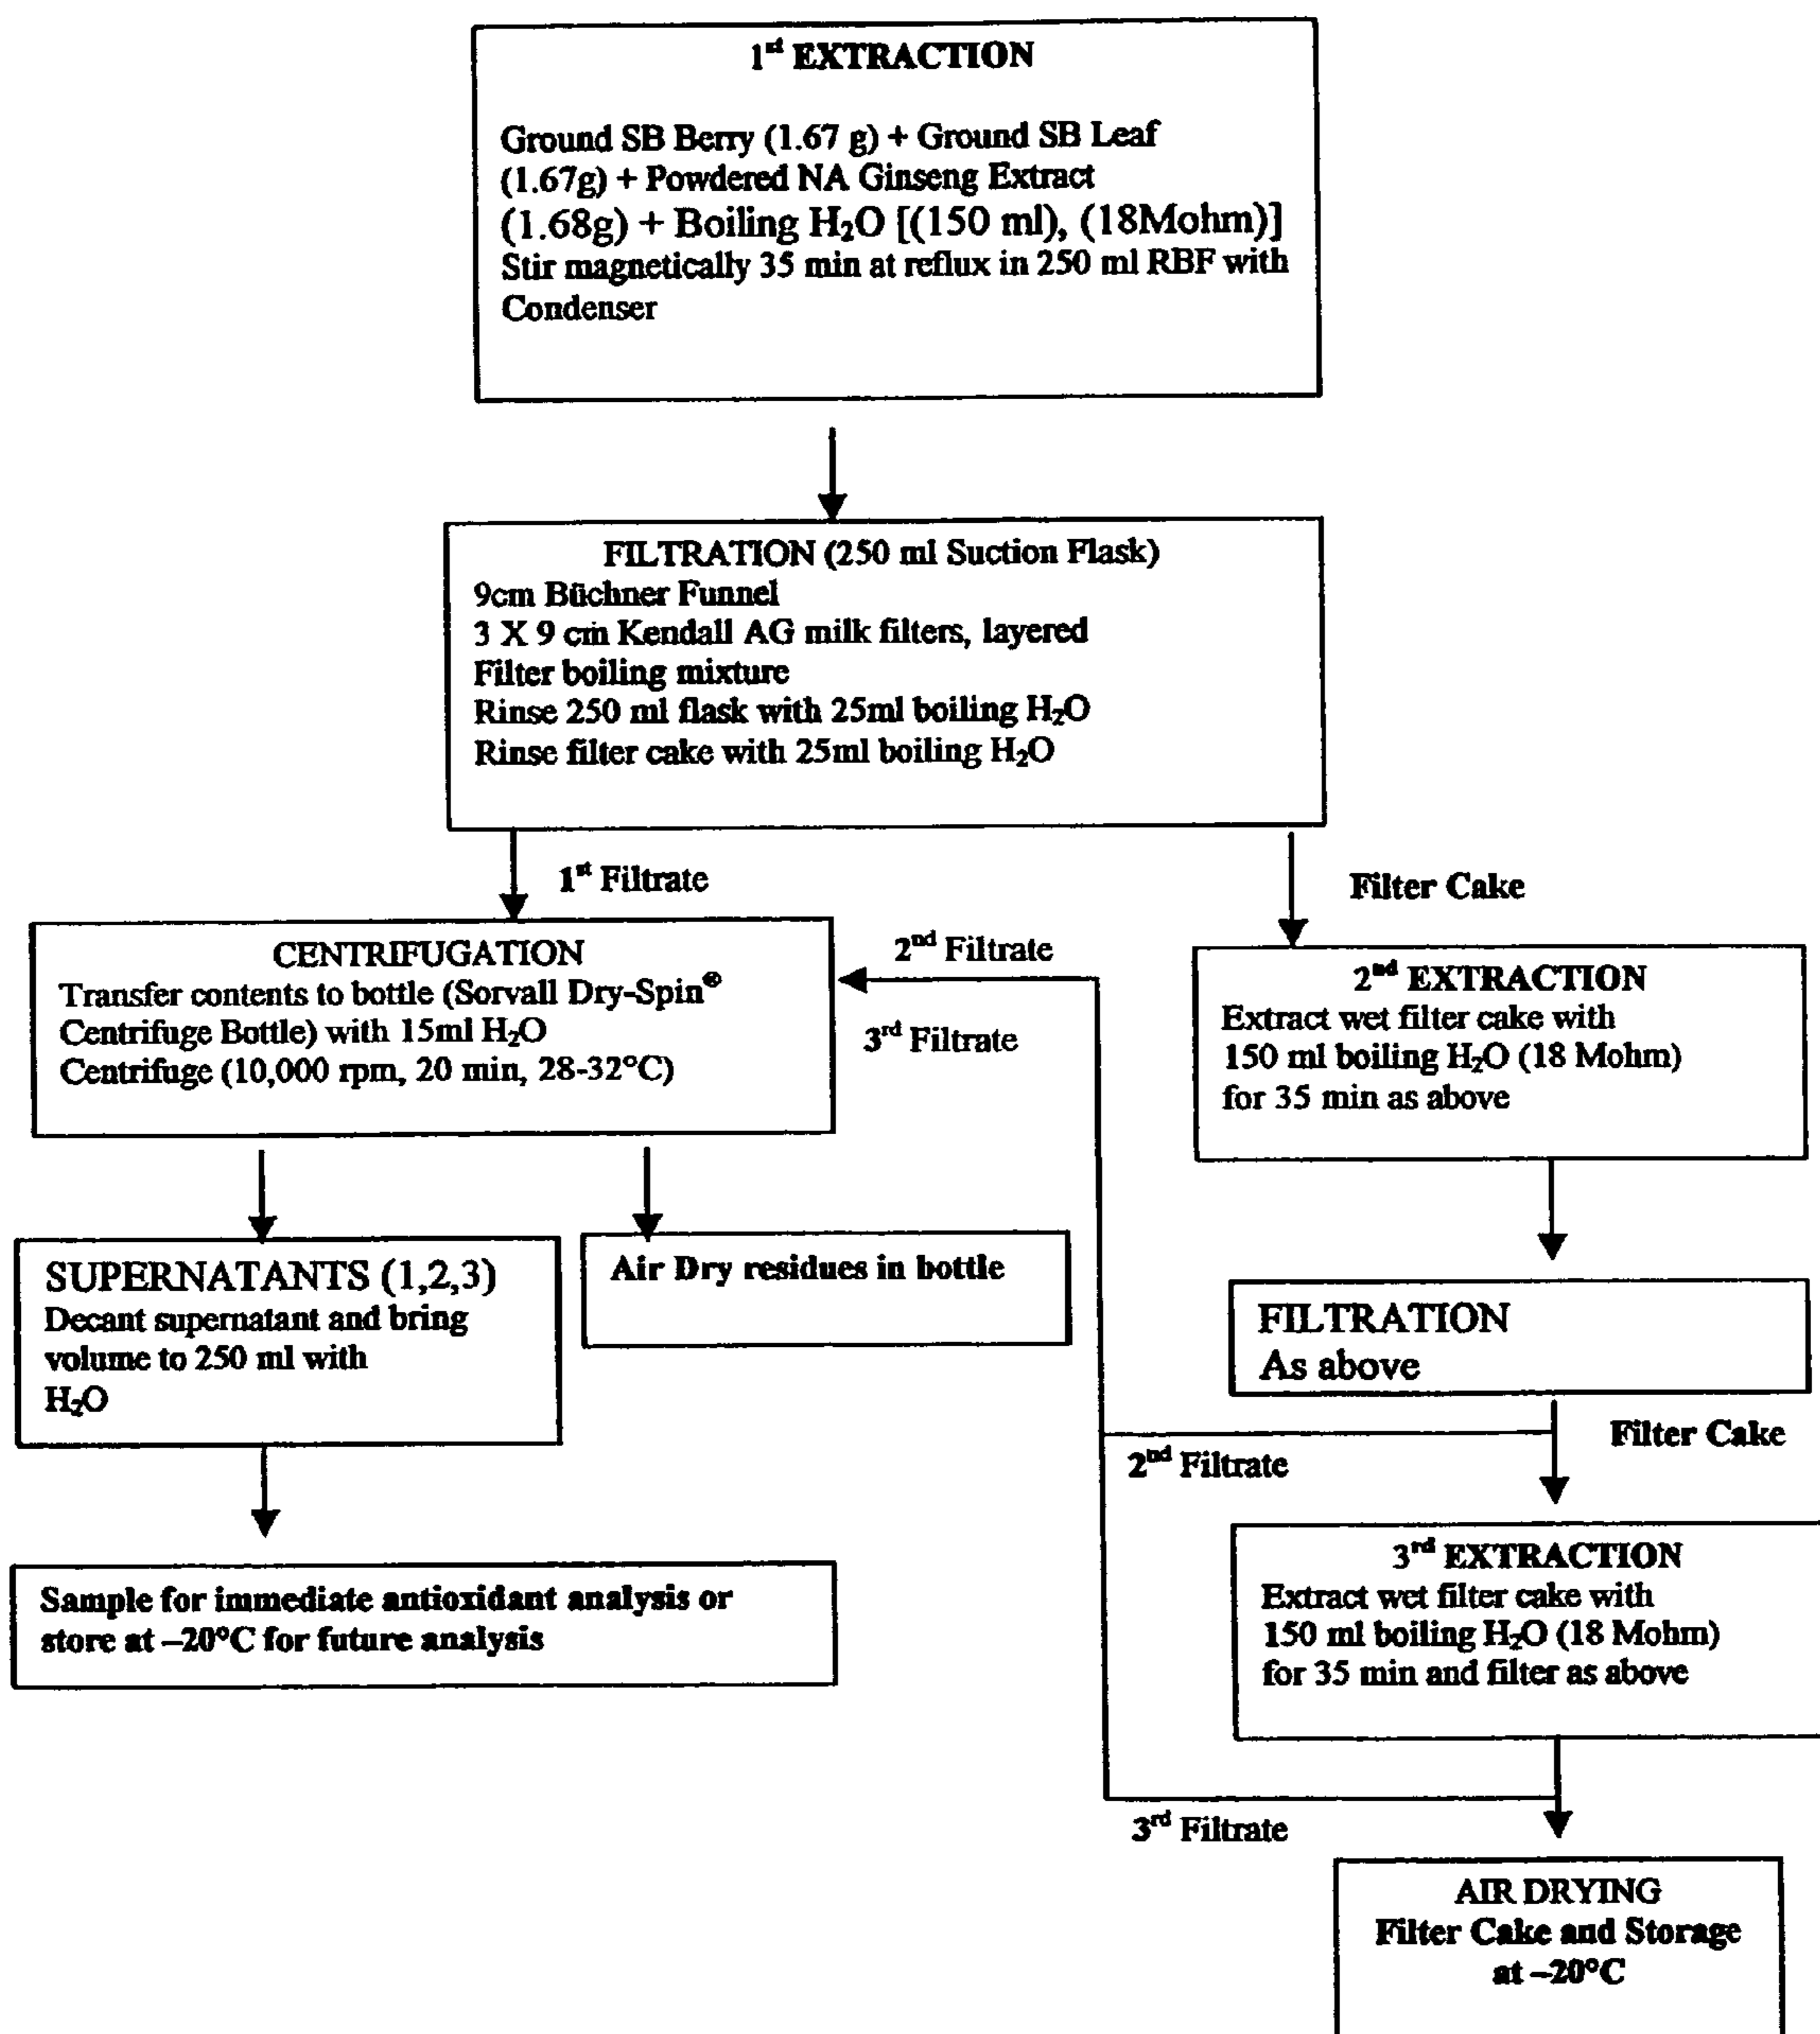 1st EXTRACTION
Ground SB Berry (1.67 g) + Ground SB Leaf
(1.67g) + Powdered NA Ginseng Extract
(1.68g) + Boiling H₂O [(150 ml), (18Mohm)]
Stir magnetically 35 min at reflux in 250 ml RBF with
Condenser
FILTRATION (250 ml Suction Flask)
9cm Büchner Funnel
3 X 9 cm Kendall AG milk filters, layered
Filter boiling mixture
Rinse 250 ml flask with 25ml boiling H₂O
Rinse filter cake with 25ml boiling H₂O
1st Filtrate
Filter Cake
CENTRIFUGATION
Transfer contents to bottle (Sorvall Dry-Spin®
Centrifuge Bottle) with 15ml H₂O
Centrifuge (10,000 rpm, 20 min, 28-32°C)
2nd Filtrate
3rd Filtrate
2nd EXTRACTION
Extract wet filter cake with
150 ml boiling H₂O (18 Mohm)
for 35 min as above
SUPERNATANTS (1,2,3)
Decant supernatant and bring
volume to 250 ml with
H₂O
Air Dry residues in bottle
FILTRATION
As above
2nd Filtrate
Filter Cake
Sample for immediate antioxidant analysis or
store at –20°C for future analysis
3rd EXTRACTION
Extract wet filter cake with
150 ml boiling H₂O (18 Mohm)
for 35 min and filter as above
3rd Filtrate
AIR DRYING
Filter Cake and Storage
at –20°C